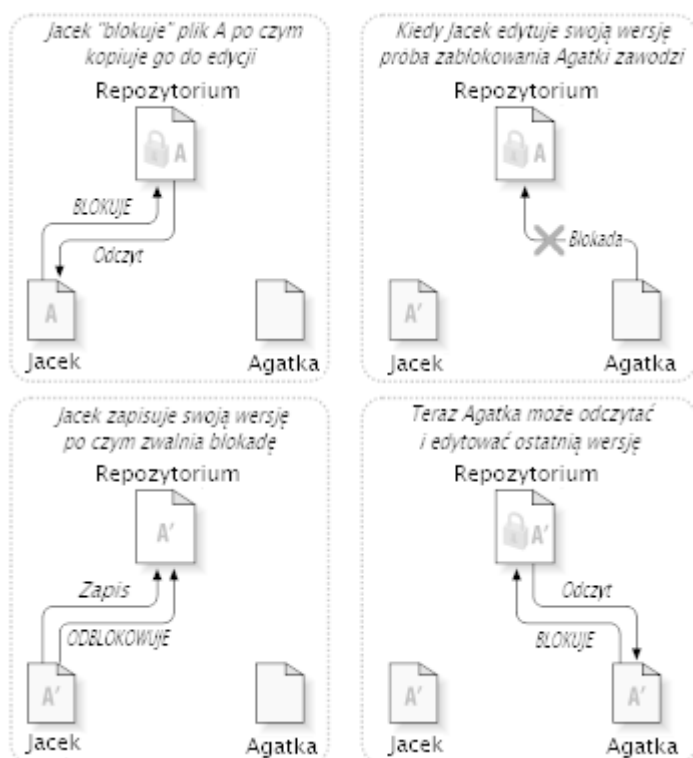 Jacek "blokuje" plik A po czym
kopiuje go do edycji
Repozytorium
A
BLOKUJE
Odczyt
A
Jacek
Agatka
Kiedy Jacek edytuje swoją wersję
próba zablokowania Agatki zawodzi
Repozytorium
A
Blokada
A′
Jacek
Agatka
Jacek zapisuje swoją wersję
po czym zwalnia blokadę
Repozytorium
A′
Zapis
ODBLOKOWUJE
A′
Jacek
Agatka
Teraz Agatka może odczytać
i edytować ostatnią wersję
Repozytorium
A′
Odczyt
BLOKUJE
A′
A′
Jacek
Agatka